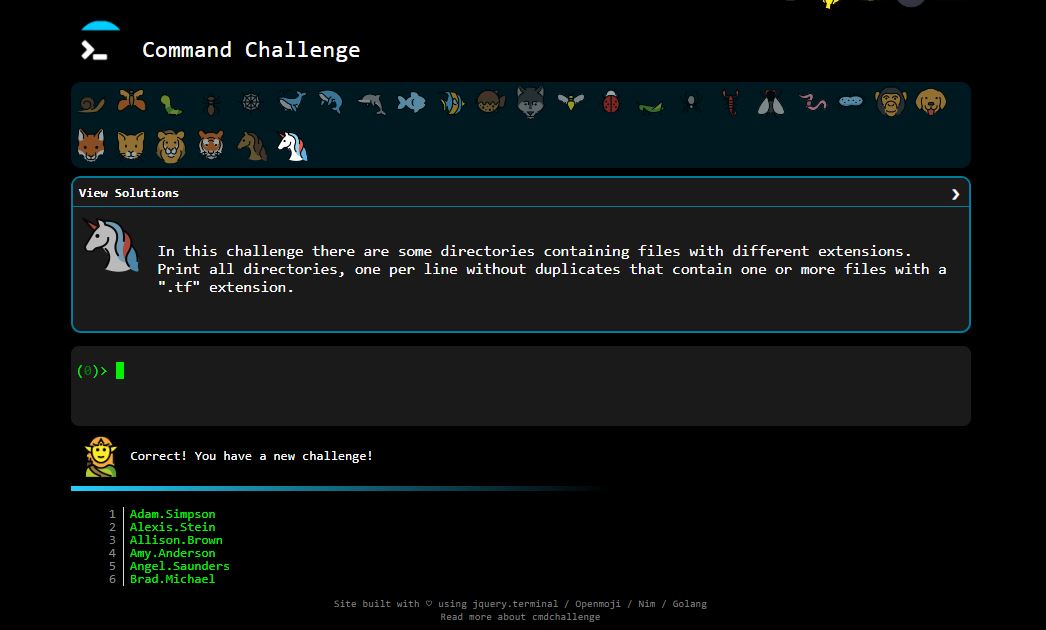 Command Challenge
View Solutions
In this challenge there are some directories containing files with different extensions.
Print all directories, one per line without duplicates that contain one or more files with a
".tf" extension.
(0)>
Correct! You have a new challenge!
1 Adam.Simpson
2 Alexis.Stein
3 Allison.Brown
4 Amy.Anderson
5 Angel.Saunders
6 Brad.Michael
Site built with ♡ using jquery.terminal / Openmoji / Nim / Golang
Read more about cmdchallenge